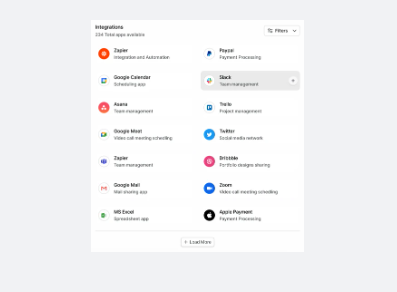 Integrations
234 Total apps available
Filters
Zapier
Integration and Automation
Paypal
Payment Processing
Google Calendar
Scheduling app
Slack
Team management
Asana
Team management
Trello
Project management
Google Meet
Video call meeting scheduling
Twitter
Social media network
Zapier
Team management
Dribbble
Portfolio designs sharing
Google Mail
Mail sharing app
Zoom
Video call meeting scheduling
MS Excel
Spreadsheet app
Apple Payment
Payment Processing
+ Load More